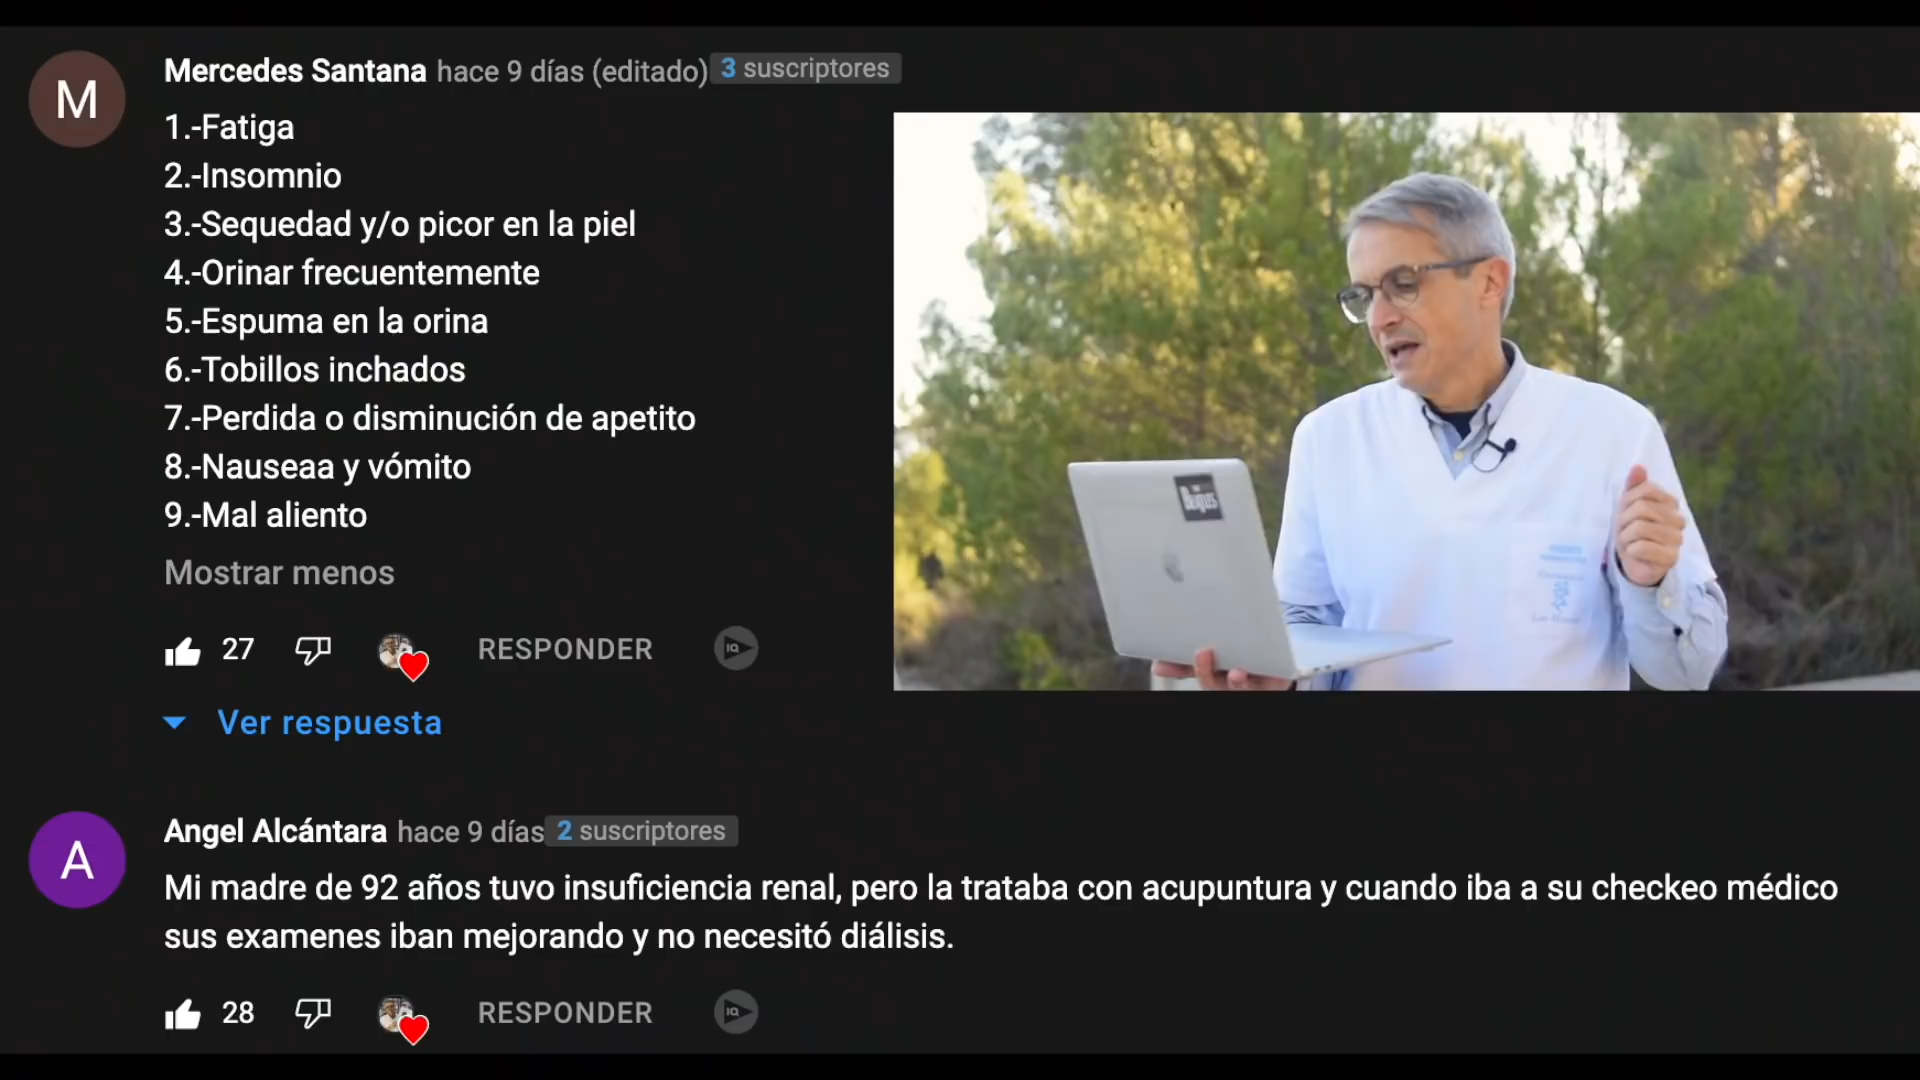 M
Mercedes Santana hace 9 días (editado) 3 suscriptores
1.-Fatiga
2.-Insomnio
3.-Sequedad y/o picor en la piel
4.-Orinar frecuentemente
5.-Espuma en la orina
6.-Tobillos inchados
7.-Perdida o disminución de apetito
8.-Nauseaa y vómito
9.-Mal aliento
Mostrar menos
27 RESPONDER IQ
Ver respuesta
A
Angel Alcántara hace 9 días 2 suscriptores
Mi madre de 92 años tuvo insuficiencia renal, pero la trataba con acupuntura y cuando iba a su checkeo médico
sus examenes iban mejorando y no necesitó diálisis.
28 RESPONDER IQ